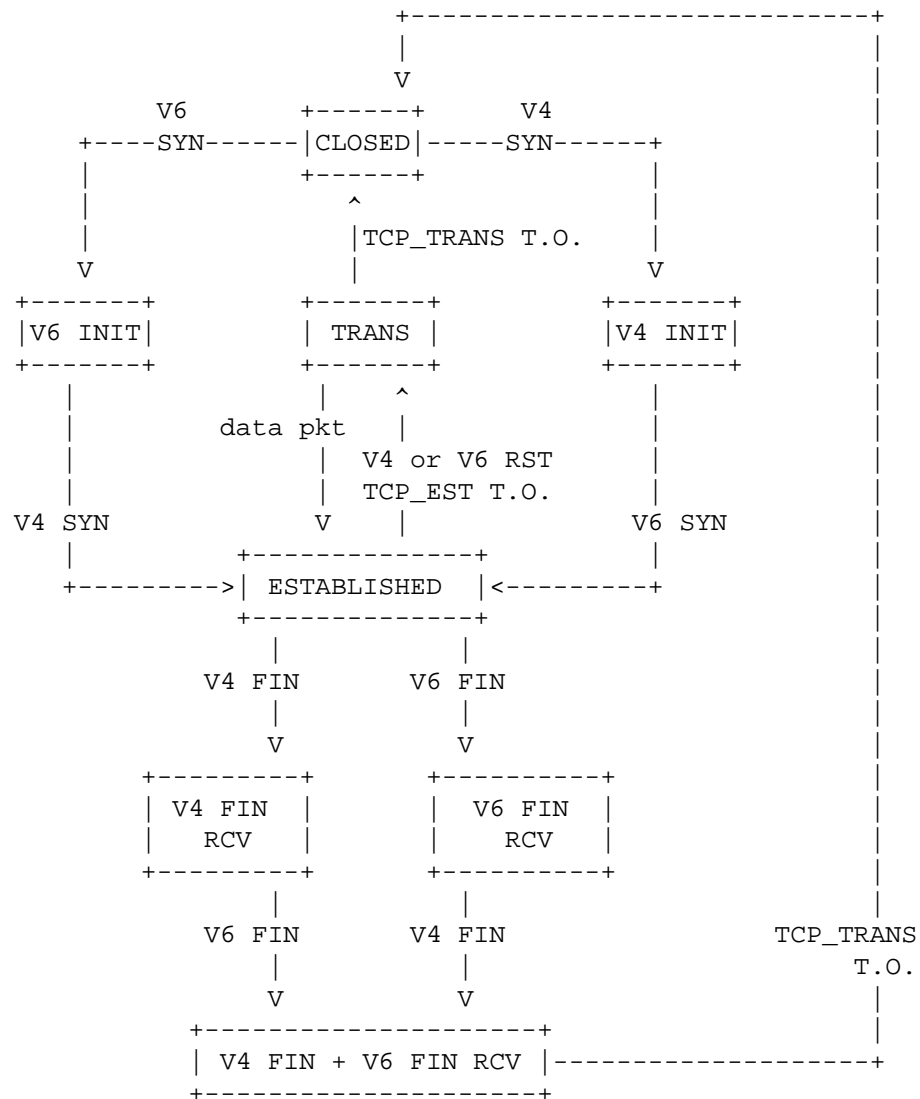 V6 V4
SYN CLOSED SYN
TCP_TRANS T.O.
V V
V6 INIT TRANS V4 INIT
data pkt
V4 or V6 RST
TCP_EST T.O.
V4 SYN V6 SYN
ESTABLISHED
V4 FIN V6 FIN
V4 FIN V6 FIN
RCV RCV
V6 FIN V4 FIN TCP_TRANS
T.O.
V4 FIN + V6 FIN RCV